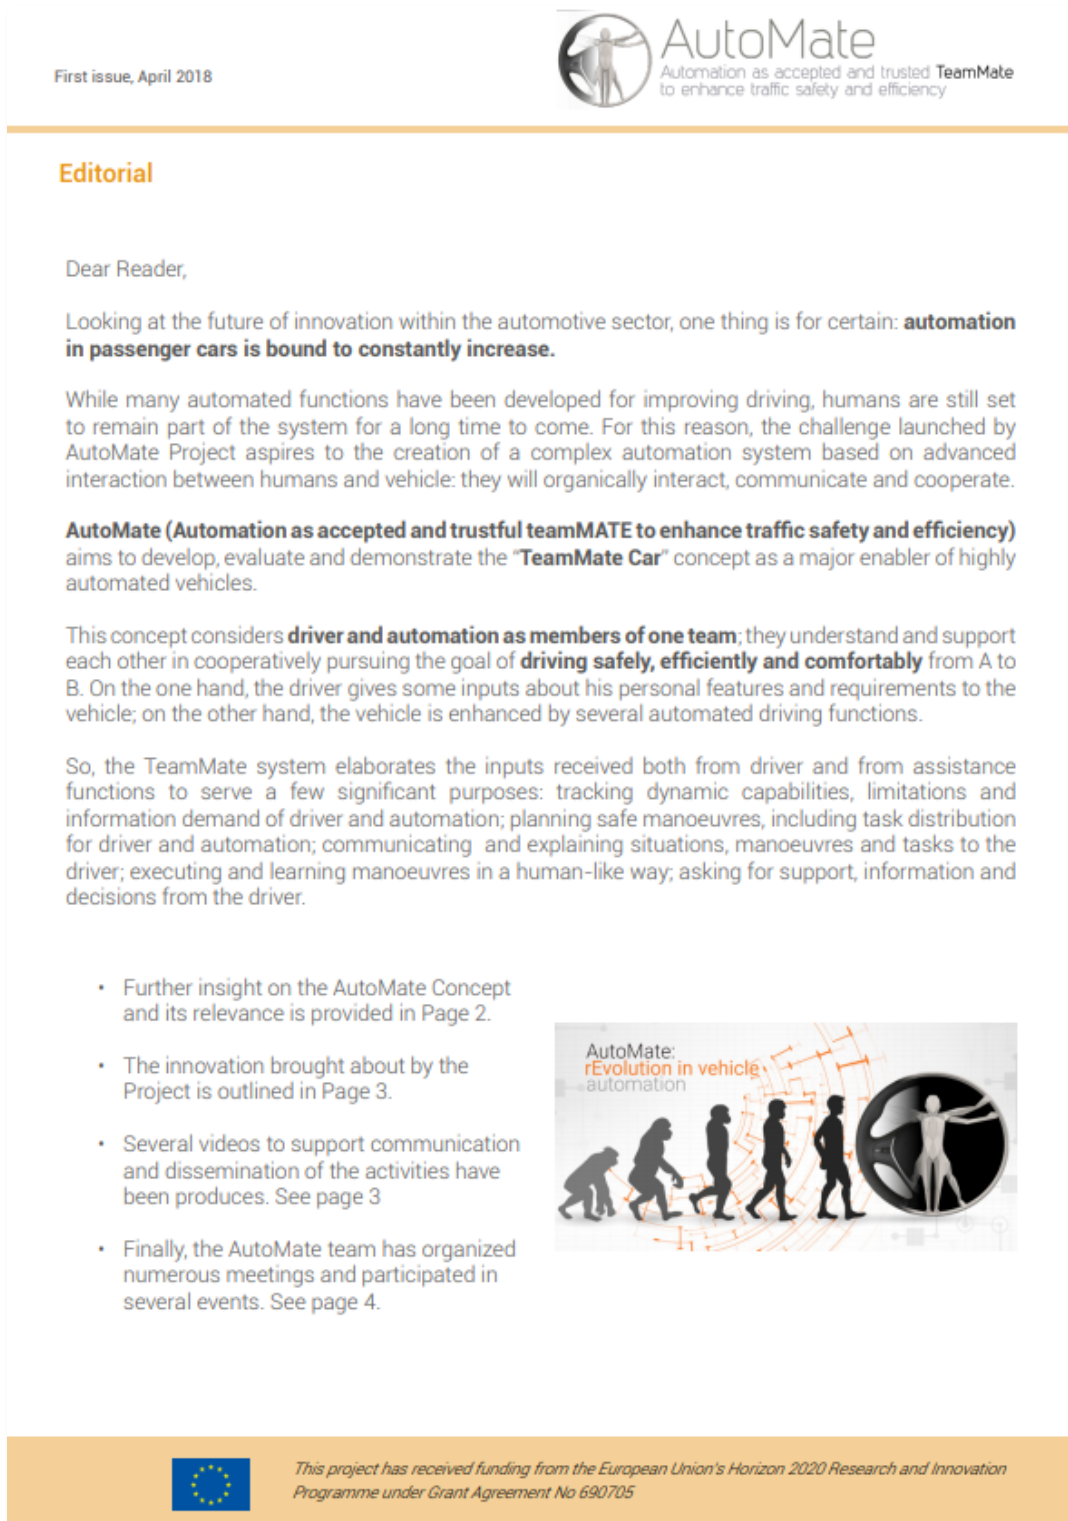 First issue, April 2018
AutoMate
Automation as accepted and trusted TeamMate
to enhance traffic safety and efficiency
Editorial
Dear Reader,
Looking at the future of innovation within the automotive sector, one thing is for certain: automation
in passenger cars is bound to constantly increase.
While many automated functions have been developed for improving driving, humans are still set
to remain part of the system for a long time to come. For this reason, the challenge launched by
AutoMate Project aspires to the creation of a complex automation system based on advanced
interaction between humans and vehicle: they will organically interact, communicate and cooperate.
AutoMate (Automation as accepted and trustful teamMATE to enhance traffic safety and efficiency)
aims to develop, evaluate and demonstrate the “TeamMate Car” concept as a major enabler of highly
automated vehicles.
This concept considers driver and automation as members of one team; they understand and support
each other in cooperatively pursuing the goal of driving safely, efficiently and comfortably from A to
B. On the one hand, the driver gives some inputs about his personal features and requirements to the
vehicle; on the other hand, the vehicle is enhanced by several automated driving functions.
So, the TeamMate system elaborates the inputs received both from driver and from assistance
functions to serve a few significant purposes: tracking dynamic capabilities, limitations and
information demand of driver and automation; planning safe manoeuvres, including task distribution
for driver and automation; communicating and explaining situations, manoeuvres and tasks to the
driver; executing and learning manoeuvres in a human-like way; asking for support, information and
decisions from the driver.
• Further insight on the AutoMate Concept
and its relevance is provided in Page 2.
• The innovation brought about by the
Project is outlined in Page 3.
• Several videos to support communication
and dissemination of the activities have
been produces. See page 3
• Finally, the AutoMate team has organized
numerous meetings and participated in
several events. See page 4.
AutoMate:
rEvolution in vehicle
automation
This project has received funding from the European Union's Horizon 2020 Research and Innovation
Programme under Grant Agreement No 690705